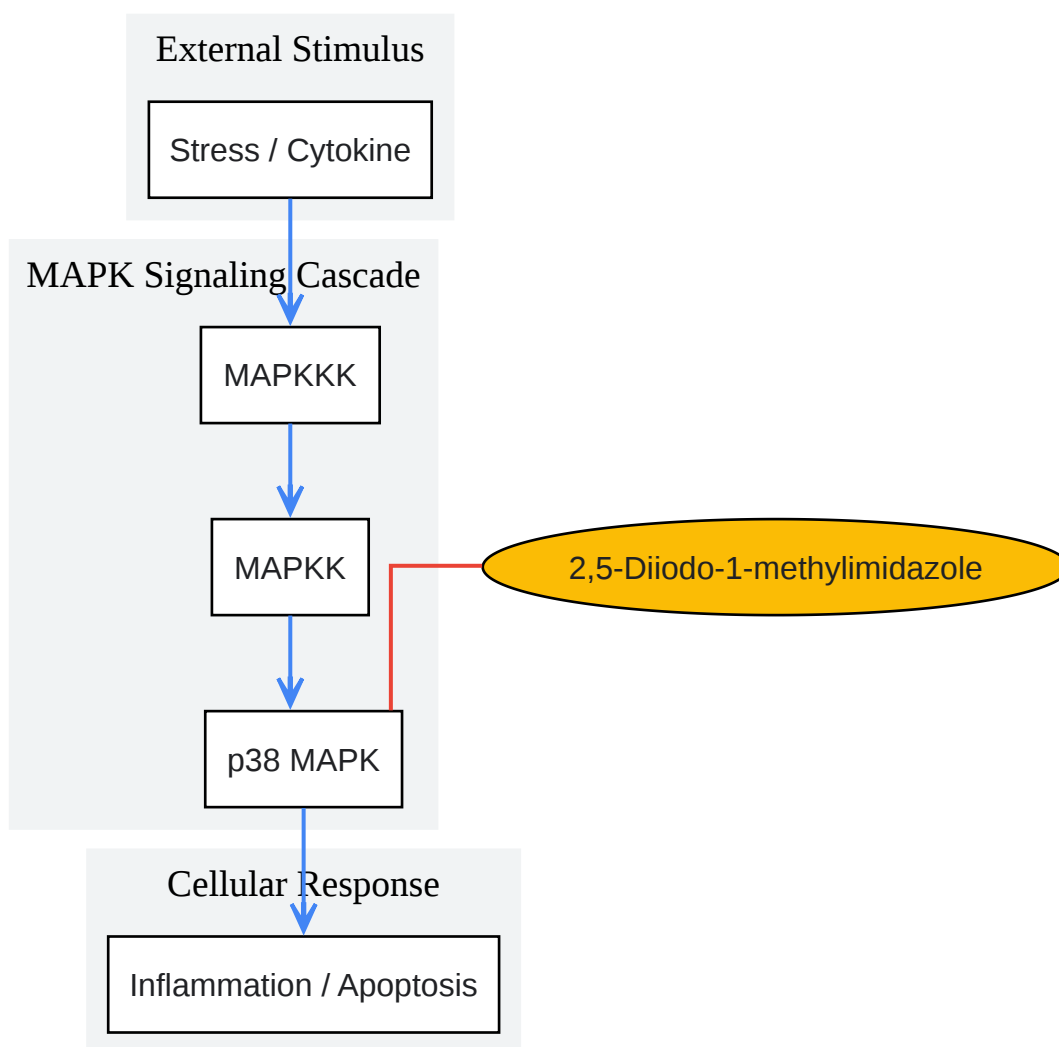 External Stimulus
Stress / Cytokine
MAPK Signaling Cascade
MAPKKK
MAPKK
2,5-Diiodo-1-methylimidazole
p38 MAPK
Cellular Response
Inflammation / Apoptosis